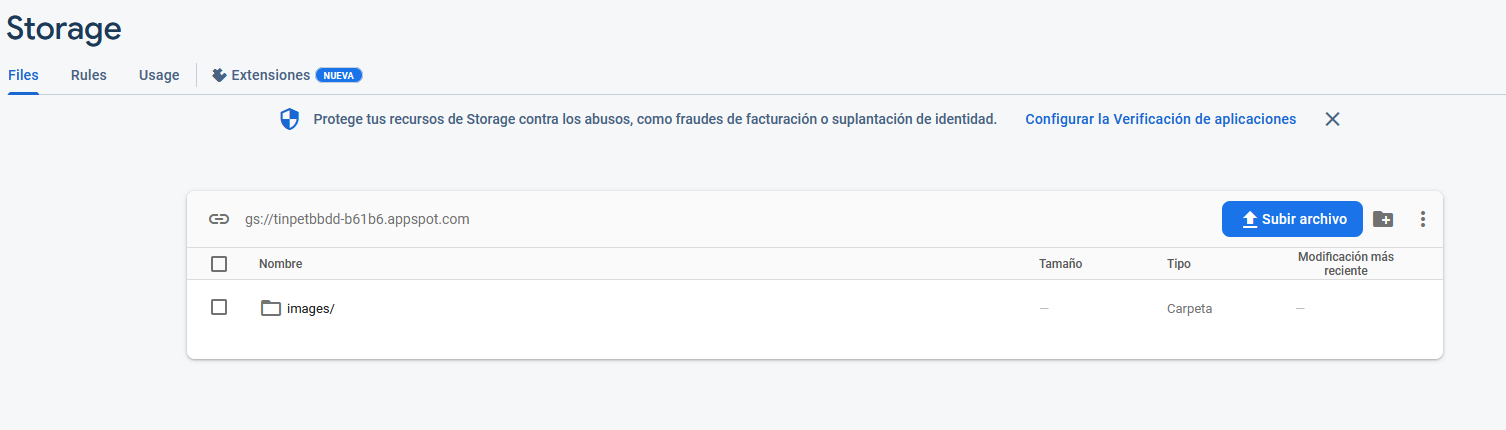 Storage
Files Rules Usage Extensiones NUEVA
Protege tus recursos de Storage contra los abusos, como fraudes de facturación o suplantación de identidad. Configurar la Verificación de aplicaciones
gs://tinpetbbdd-b61b6.appspot.com Subir archivo
Nombre Tamaño Tipo Modificación más
reciente
images/ — Carpeta —